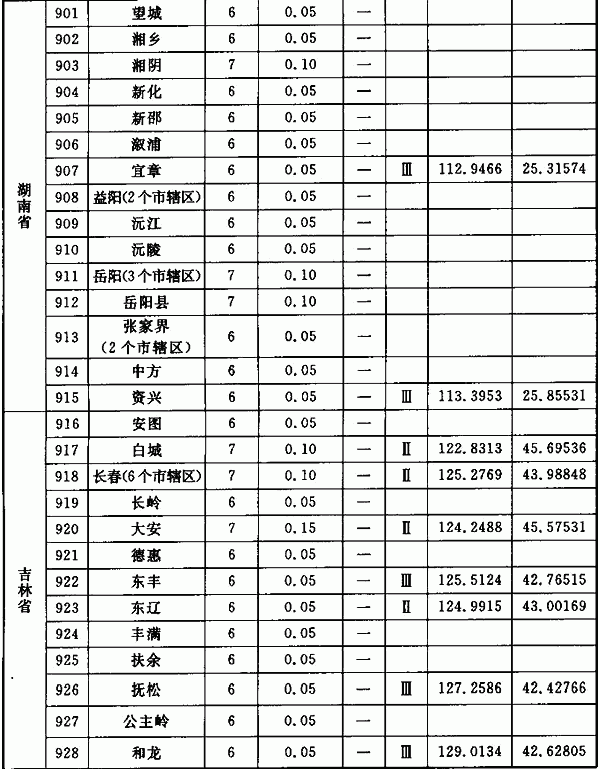 湖南省
901 望城 6 0.05 一
902 湘乡 6 0.05 一
903 湘阴 7 0.10 一
904 新化 6 0.05 一
905 新邵 6 0.05 一
906 溆浦 6 0.05 一
907 宜章 6 0.05 一 Ⅲ 112.9466 25.31574
908 益阳(2个市辖区) 6 0.05 一
909 沅江 6 0.05 一
910 沅陵 6 0.05 一
911 岳阳(3个市辖区) 7 0.10 一
912 岳阳县 7 0.10 一
913 张家界 6 0.05 一
(2个市辖区)
914 中方 6 0.05 一
915 资兴 6 0.05 一 Ⅲ 113.3953 25.85531
吉林省
916 安图 6 0.05 一
917 白城 7 0.10 一 Ⅱ 122.8313 45.69536
918 长春(6个市辖区) 7 0.10 一 Ⅱ 125.2769 43.98848
919 长岭 6 0.05 一
920 大安 7 0.15 一 Ⅱ 124.2488 45.57531
921 德惠 6 0.05 一
922 东丰 6 0.05 一 Ⅲ 125.5124 42.76515
923 东辽 6 0.05 一 Ⅱ 124.9915 43.00169
924 丰满 6 0.05 一
925 扶余 6 0.05 一
926 抚松 6 0.05 一 Ⅲ 127.2586 42.42766
927 公主岭 6 0.05 一
928 和龙 6 0.05 一 Ⅲ 129.0134 42.62805